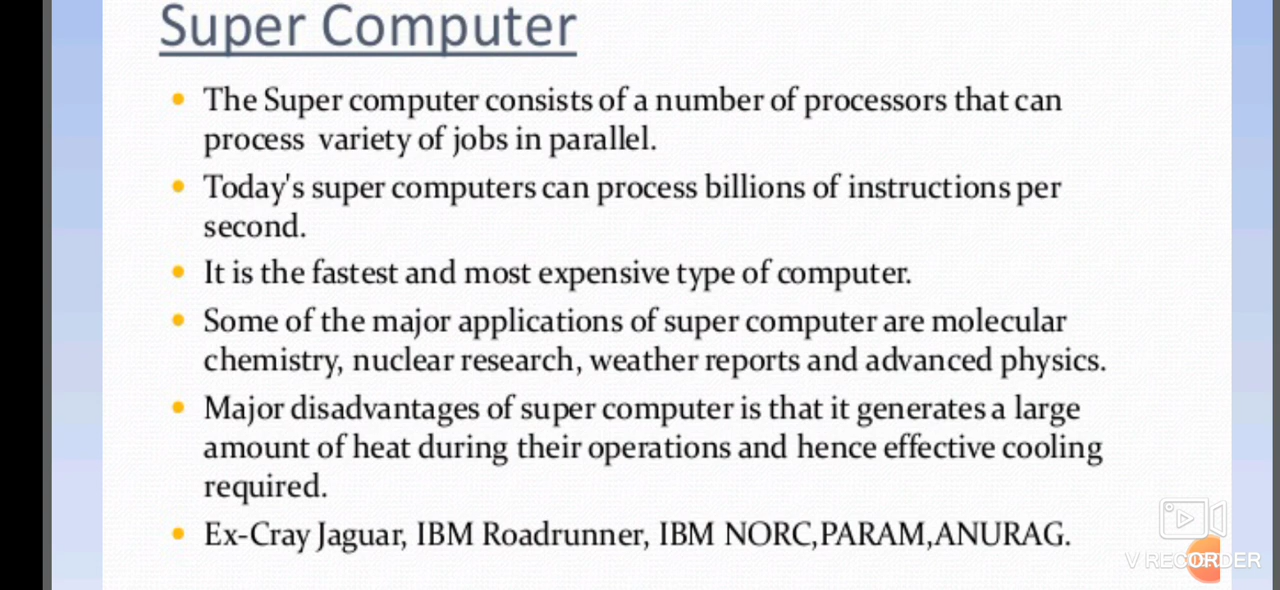 Super Computer
The Super computer consists of a number of processors that can
process variety of jobs in parallel.
Today's super computers can process billions of instructions per
second.
It is the fastest and most expensive type of computer.
Some of the major applications of super computer are molecular
chemistry, nuclear research, weather reports and advanced physics.
Major disadvantages of super computer is that it generates a large
amount of heat during their operations and hence effective cooling
required.
Ex-Cray Jaguar, IBM Roadrunner, IBM NORC,PARAM,ANURAG.
V RECORDER